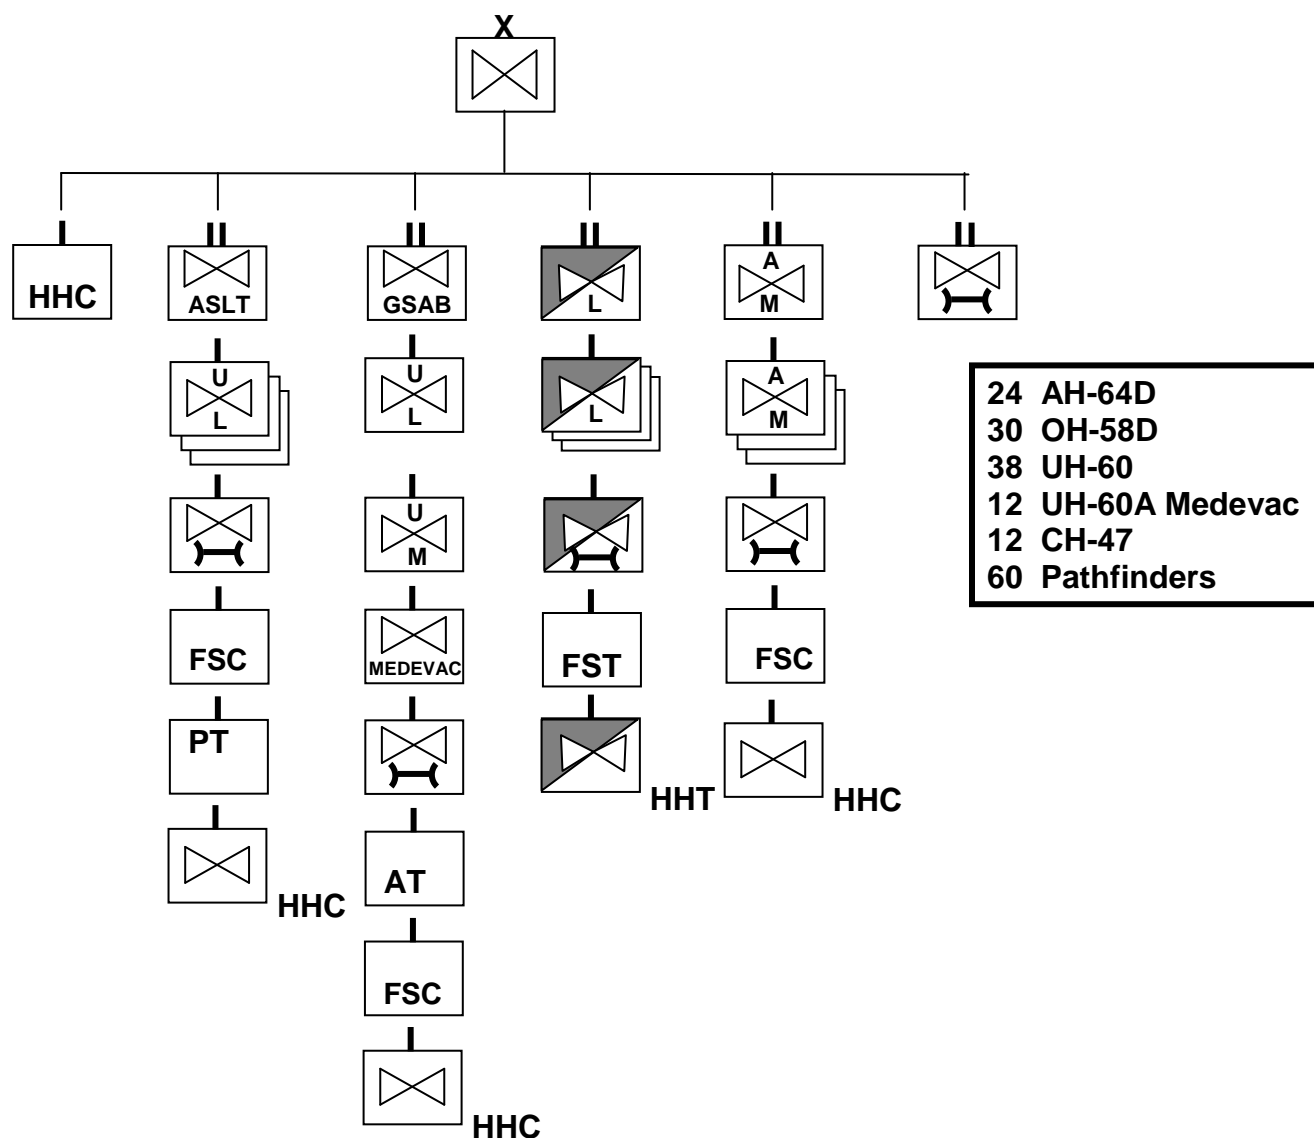 X
HHC
ASLT
GSAB
L
A
M
U
L
U
L
L
A
M
U
M
FSC
MEDEVAC
FST
FSC
PT
HHT
HHC
HHC
AT
FSC
HHC
24 AH-64D
30 OH-58D
38 UH-60
12 UH-60A Medevac
12 CH-47
60 Pathfinders